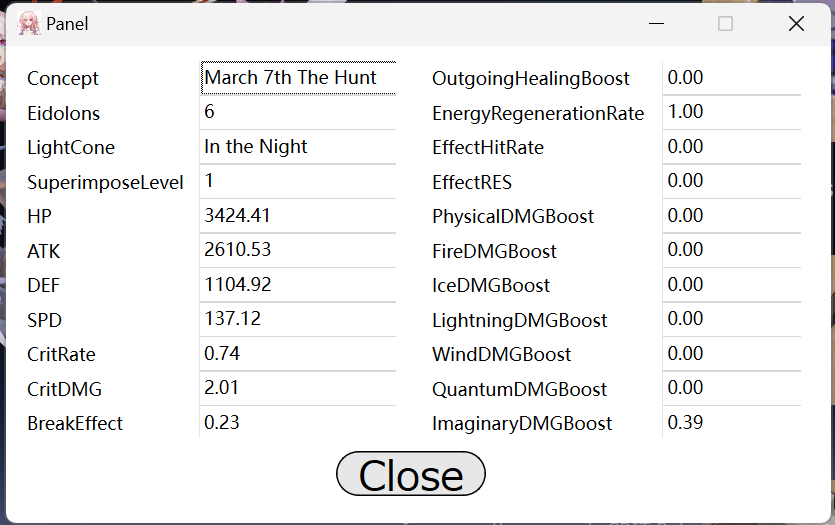 Panel
Concept March 7th The Hunt OutgoingHealingBoost 0.00
Eidolons 6 EnergyRegenerationRate 1.00
LightCone In the Night EffectHitRate 0.00
SuperimposeLevel 1 EffectRES 0.00
HP 3424.41 PhysicalDMGBoost 0.00
ATK 2610.53 FireDMGBoost 0.00
DEF 1104.92 IceDMGBoost 0.00
SPD 137.12 LightningDMGBoost 0.00
CritRate 0.74 WindDMGBoost 0.00
CritDMG 2.01 QuantumDMGBoost 0.00
BreakEffect 0.23 ImaginaryDMGBoost 0.39
Close